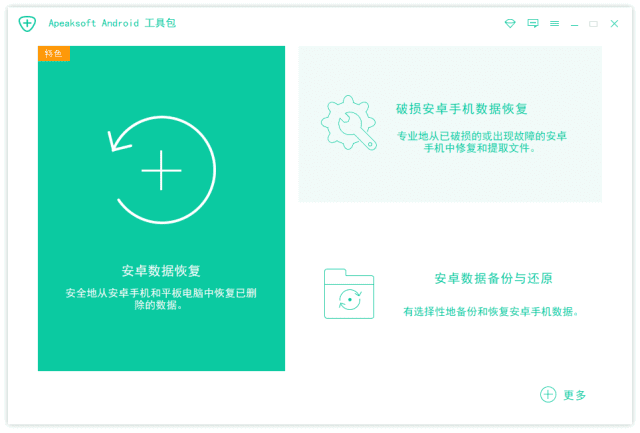 Apeaksoft Android 工具包
特色
安卓数据恢复
安全地从安卓手机和平板电脑中恢复已删
除的数据。
破损安卓手机数据恢复
专业地从已破损的或出现故障的安卓
手机中修复和提取文件。
安卓数据备份与还原
有选择性地备份和恢复安卓手机数据。
更多